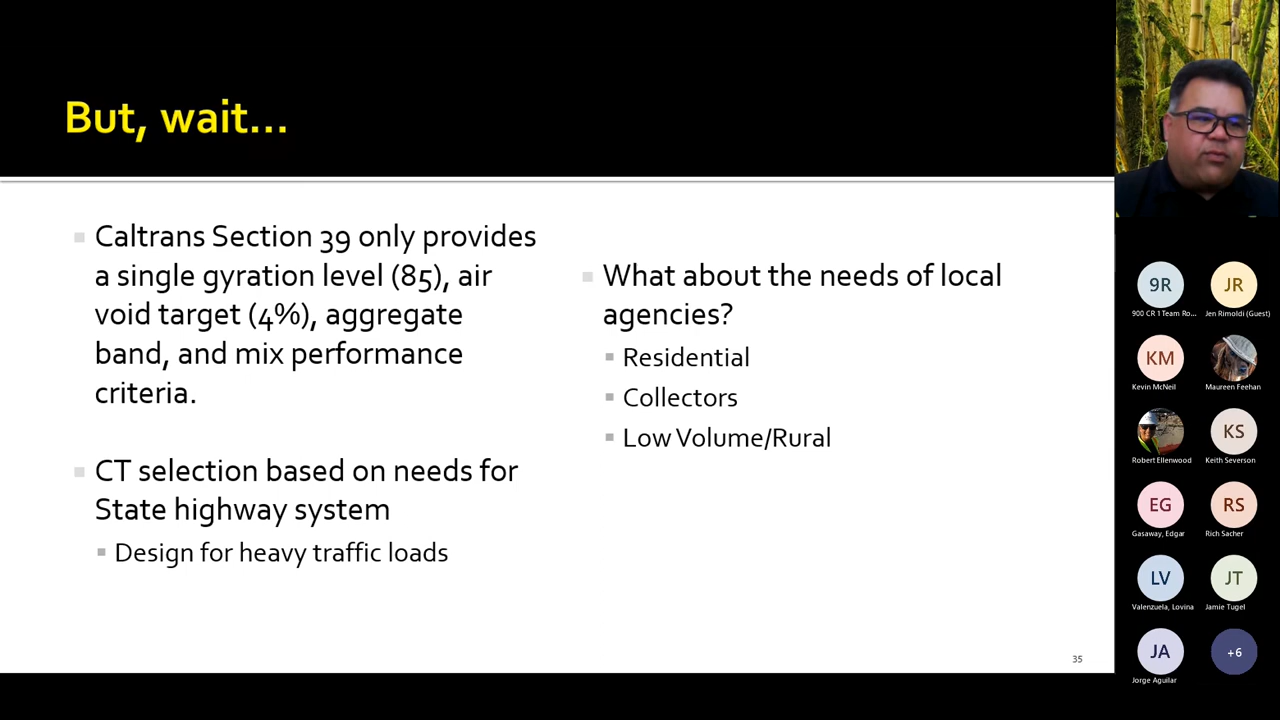 But, wait...
Caltrans Section 39 only provides
a single gyration level (85), air
void target (4%), aggregate
band, and mix performance
criteria.
CT selection based on needs for
State highway system
Design for heavy traffic loads
What about the needs of local
agencies?
Residential
Collectors
Low Volume/Rural
35
9R
JR
900 CR 1 Team Ro...
Jen Rimoldi (Guest)
KM
Kevin McNeil
Maureen Feehan
KS
Robert Ellenwood
Keith Severson
EG
RS
Gasaway, Edgar
Rich Sacher
LV
JT
Valenzuela, Lovina
Jamie Tugel
JA
+6
Jorge Aguilar